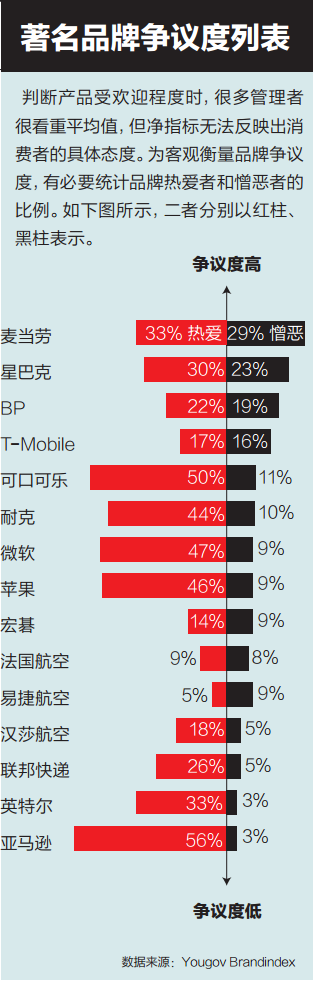 著名品牌争议度列表
判断产品受欢迎程度时，很多管理者
很看重平均值，但净指标无法反映出消
费者的具体态度。为客观衡量品牌争议
度，有必要统计品牌热爱者和憎恶者的
比例。如下图所示，二者分别以红柱、
黑柱表示。
争议度高
麦当劳 33% 热爱 29% 憎恶
星巴克 30% 23%
BP 22% 19%
T-Mobile 17% 16%
可口可乐 50% 11%
耐克 44% 10%
微软 47% 9%
苹果 46% 9%
宏碁 14% 9%
法国航空 9% 8%
易捷航空 5% 9%
汉莎航空 18% 5%
联邦快递 26% 5%
英特尔 33% 3%
亚马逊 56% 3%
争议度低
数据来源：Yougov Brandindex